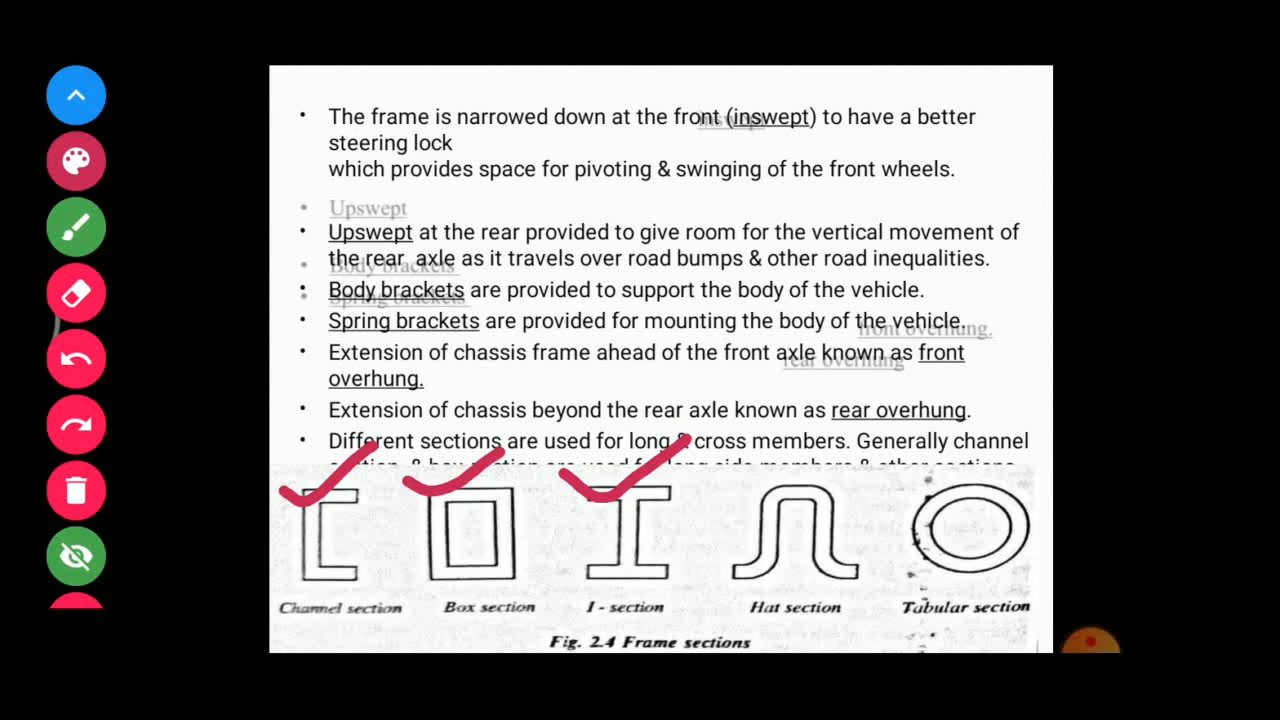 • The frame is narrowed down at the front (inswept) to have a better
steering lock
which provides space for pivoting & swinging of the front wheels.
• Upswept
• Upswept at the rear provided to give room for the vertical movement of
the rear axle as it travels over road bumps & other road inequalities.
• Body brackets
• Body brackets are provided to support the body of the vehicle.
• Spring brackets
• Spring brackets are provided for mounting the body of the vehicle.
front overhung.
• Extension of chassis frame ahead of the front axle known as front
rear overhung
overhung.
• Extension of chassis beyond the rear axle known as rear overhung.
• Different sections are used for long & cross members. Generally channel
Channel section Box section I - section Hat section Tabular section
Fig. 2.4 Frame sections